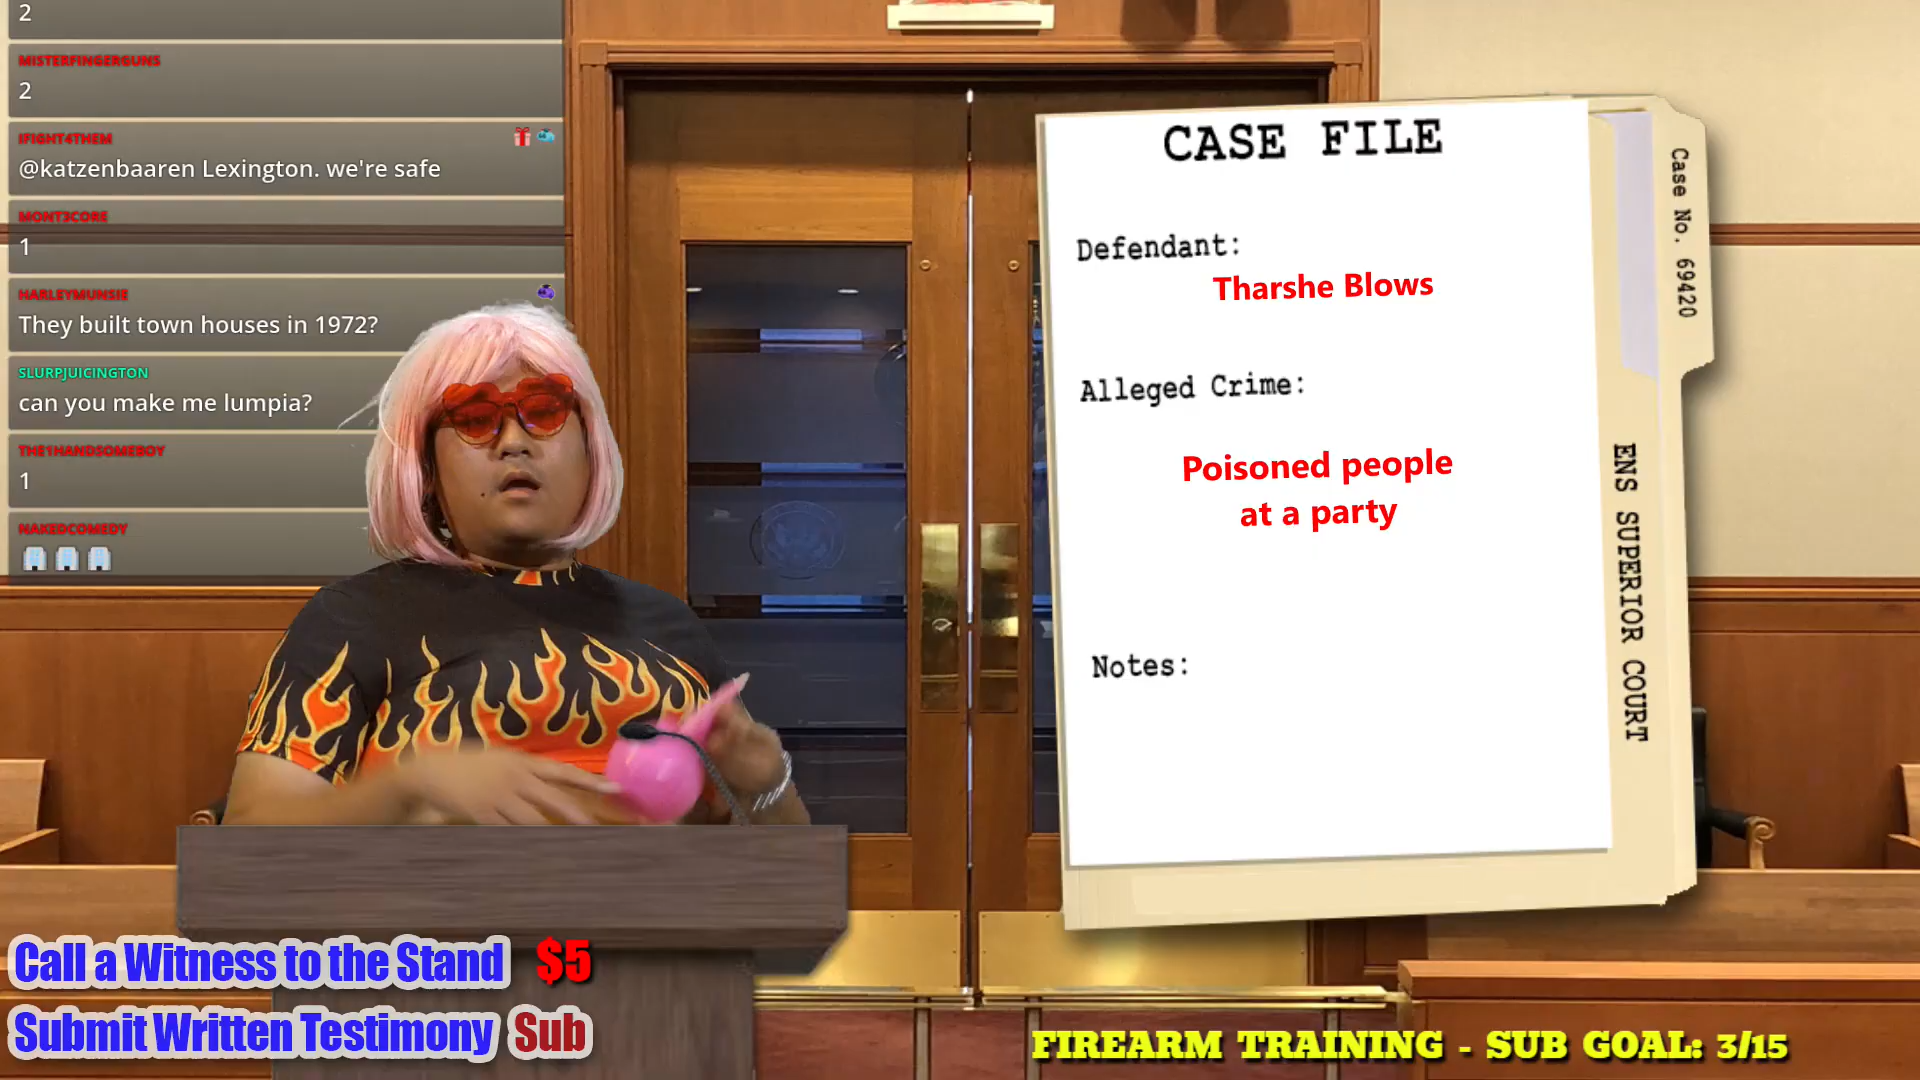 2
MISTERFINGERGUNS
2
IFIGHT4THEM
@katzenbaaren Lexington. we're safe
MONT3CORE
1
HARLEYMUNSIE
They built town houses in 1972?
SLURPJUICINGTON
can you make me lumpia?
THE1HANDSOMEBOY
1
NAKEDCOMEDY
CASE FILE
Defendant:
Tharshe Blows
Alleged Crime:
Poisoned people
at a party
Notes:
Case No. 69420
ENS SUPERIOR COURT
Call a Witness to the Stand $5
Submit Written Testimony Sub
FIREARM TRAINING - SUB GOAL: 3/15